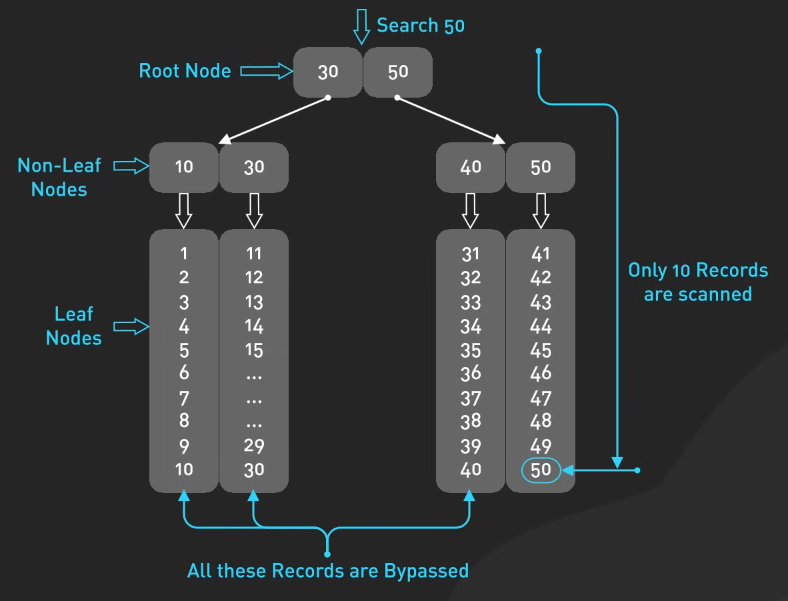 Search 50
Root Node
30 50
Non-Leaf
Nodes
10 30 40 50
1 11 31 41
2 12 32 42
3 13 33 43
4 14 34 44
5 15 35 45
6 ... 36 46
7 ... 37 47
8 ... 38 48
9 29 39 49
10 30 40 50
Leaf
Nodes
Only 10 Records
are scanned
All these Records are Bypassed